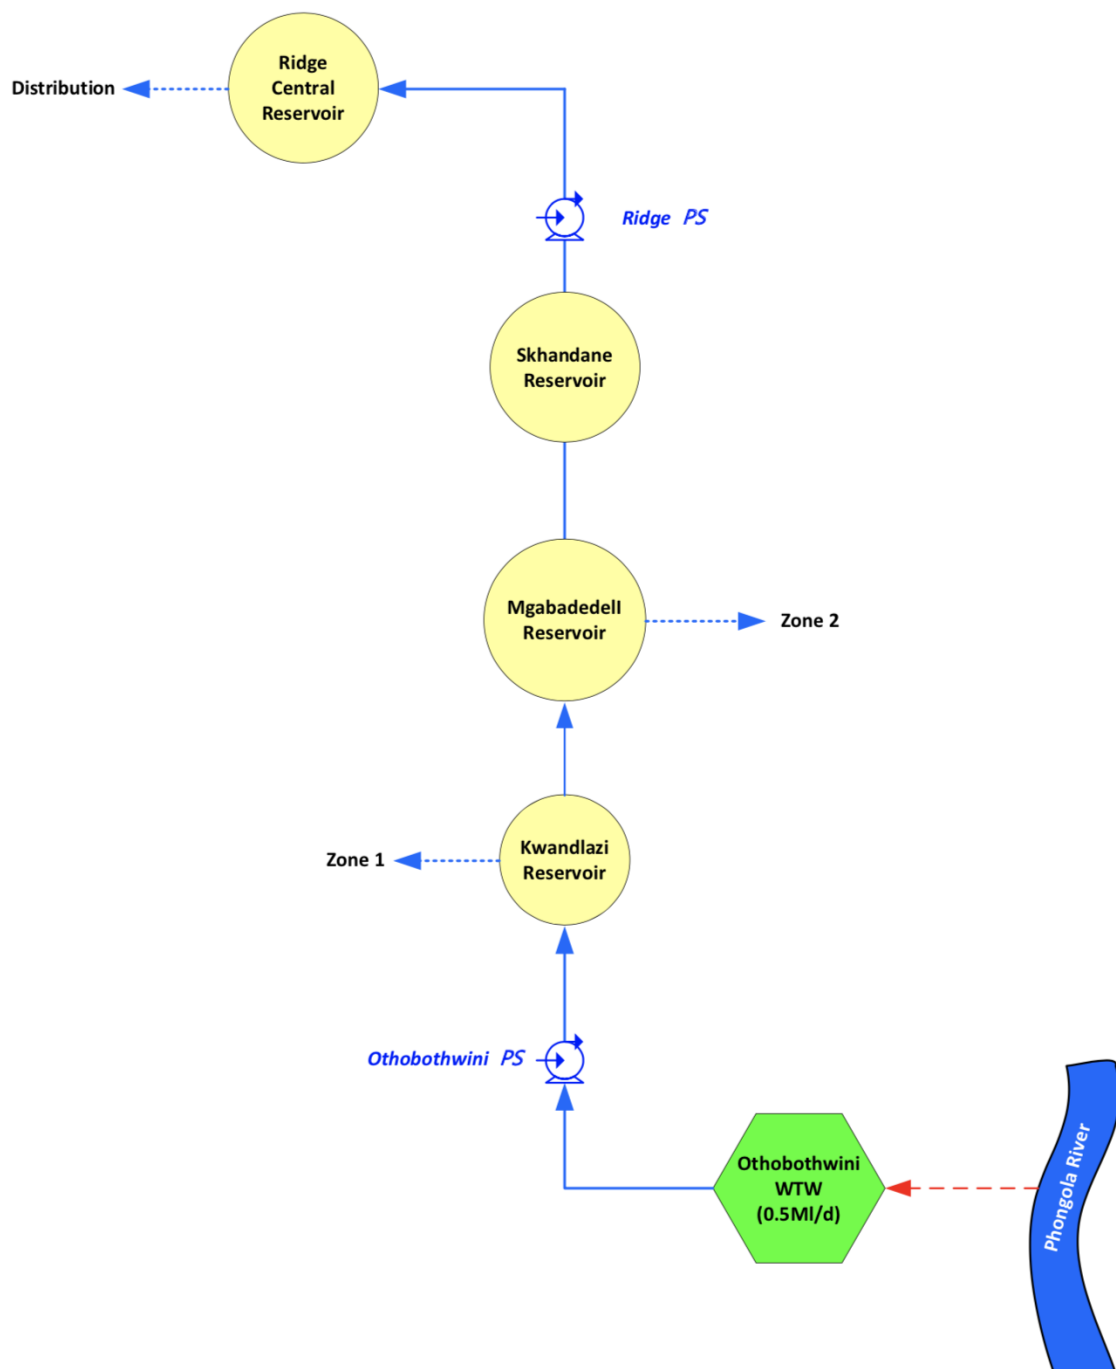 Ridge
Central
Reservoir
Distribution
Ridge PS
Skhandane
Reservoir
MgabadedelI
Reservoir
Zone 2
Kwandlazi
Reservoir
Zone 1
Othobothwini PS
Othobothwini
WTW
(0.5Ml/d)
Phongola River